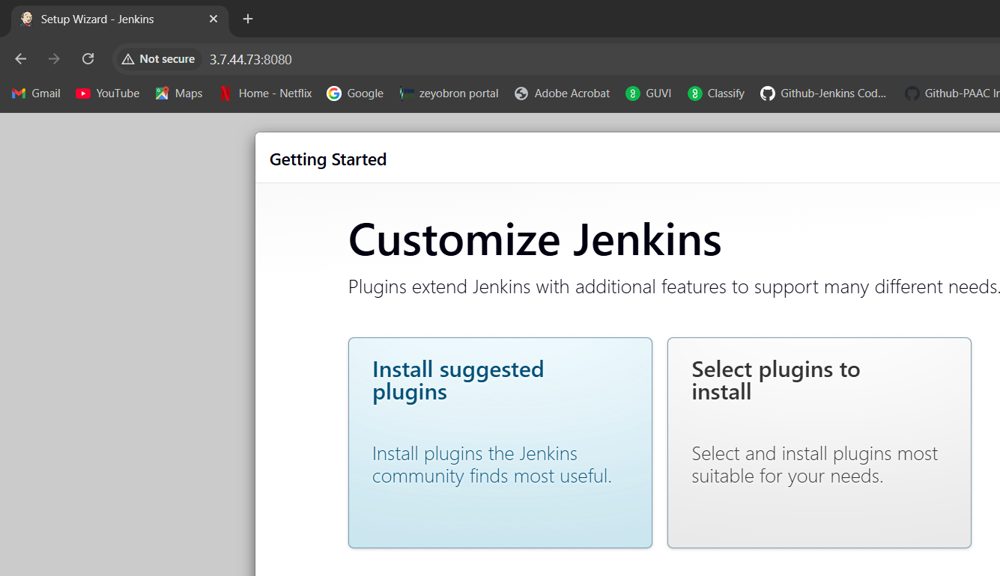 Setup Wizard - Jenkins
Not secure 3.7.44.73:8080
Gmail YouTube Maps Home - Netflix Google zeyobron portal Adobe Acrobat GUVI Classify Github-Jenkins Cod... Github-PAAC In
Getting Started
Customize Jenkins
Plugins extend Jenkins with additional features to support many different needs.
Install suggested
plugins
Install plugins the Jenkins
community finds most useful.
Select plugins to
install
Select and install plugins most
suitable for your needs.